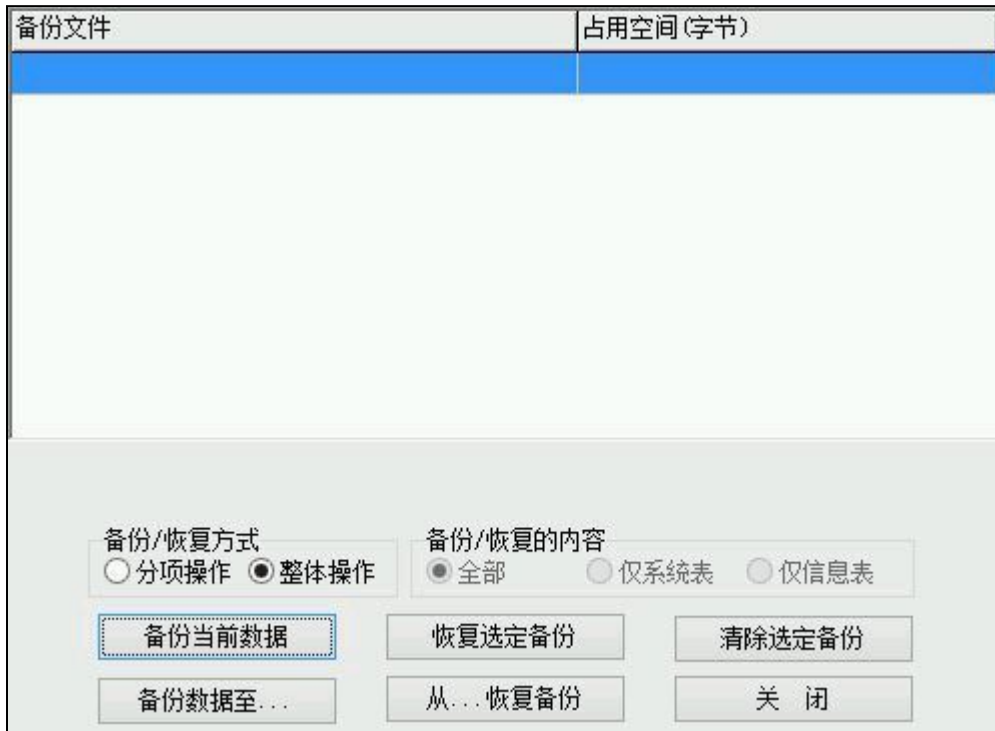 备份文件 占用空间(字节)
备份/恢复方式 备份/恢复的内容
分项操作 整体操作 全部 仅系统表 仅信息表
备份当前数据 恢复选定备份 清除选定备份
备份数据至... 从...恢复备份 关 闭